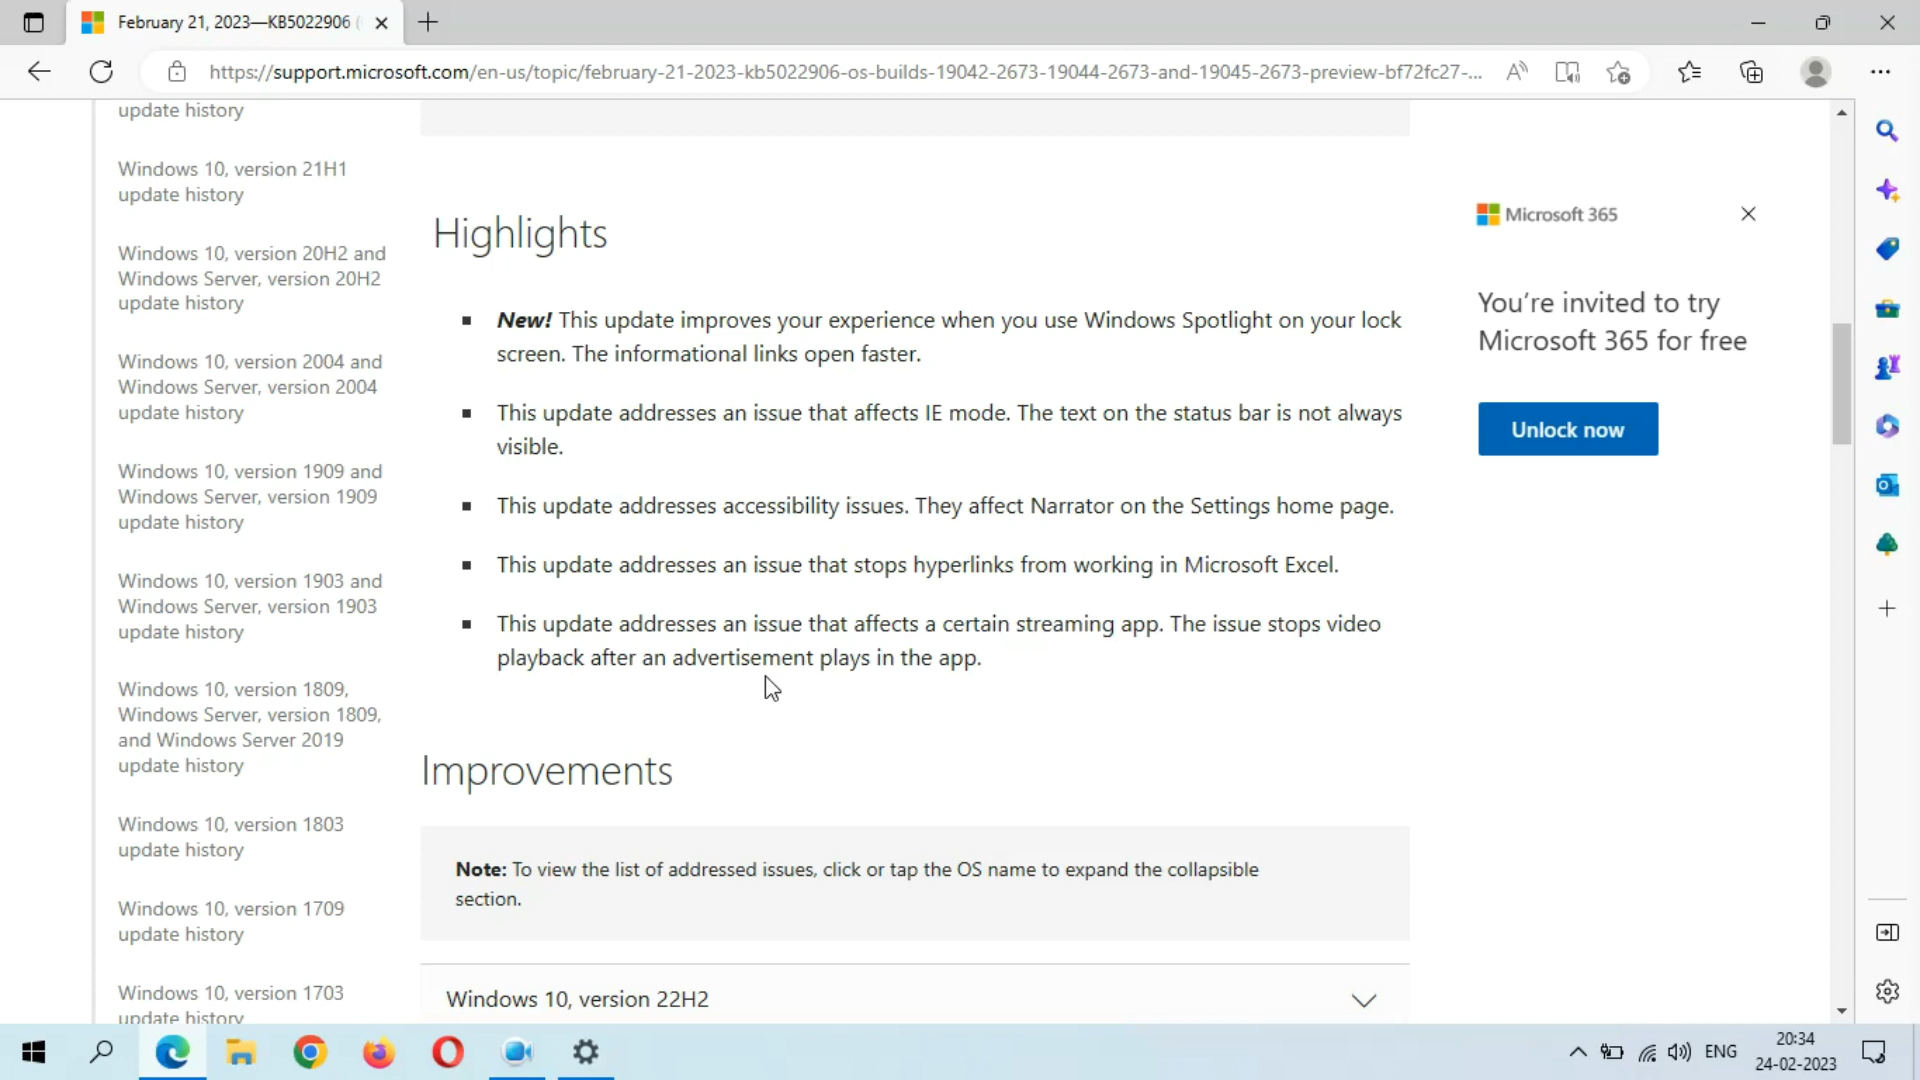 February 21, 2023—KB5022906 (
https://support.microsoft.com/en-us/topic/february-21-2023-kb5022906-os-builds-19042-2673-19044-2673-and-19045-2673-preview-bf72fc27-...
update history
Windows 10, version 21H1
update history
Windows 10, version 20H2 and
Windows Server, version 20H2
update history
Windows 10, version 2004 and
Windows Server, version 2004
update history
Windows 10, version 1909 and
Windows Server, version 1909
update history
Windows 10, version 1903 and
Windows Server, version 1903
update history
Windows 10, version 1809,
Windows Server, version 1809,
and Windows Server 2019
update history
Windows 10, version 1803
update history
Windows 10, version 1709
update history
Windows 10, version 1703
update history
Highlights
New! This update improves your experience when you use Windows Spotlight on your lock
screen. The informational links open faster.
This update addresses an issue that affects IE mode. The text on the status bar is not always
visible.
This update addresses accessibility issues. They affect Narrator on the Settings home page.
This update addresses an issue that stops hyperlinks from working in Microsoft Excel.
This update addresses an issue that affects a certain streaming app. The issue stops video
playback after an advertisement plays in the app.
Improvements
Note: To view the list of addressed issues, click or tap the OS name to expand the collapsible
section.
Windows 10, version 22H2
Microsoft 365
You're invited to try
Microsoft 365 for free
Unlock now
ENG
20:34
24-02-2023